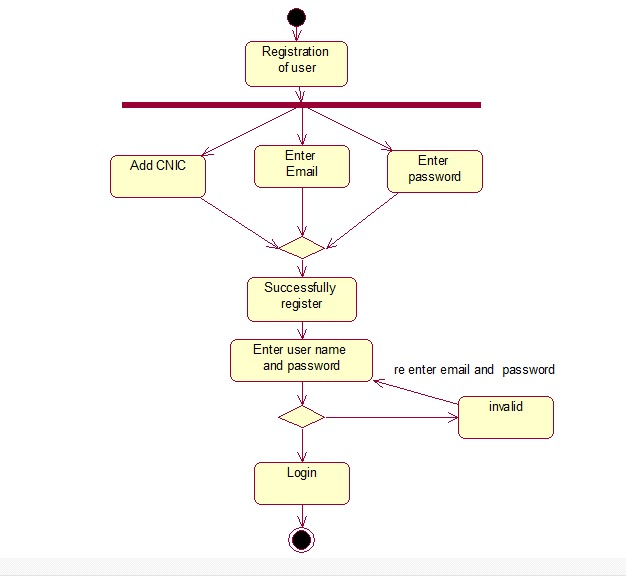 Registration
of user
Add CNIC
Enter
Email
Enter
password
Successfully
register
Enter user name
and password
re enter email and  password
invalid
Login